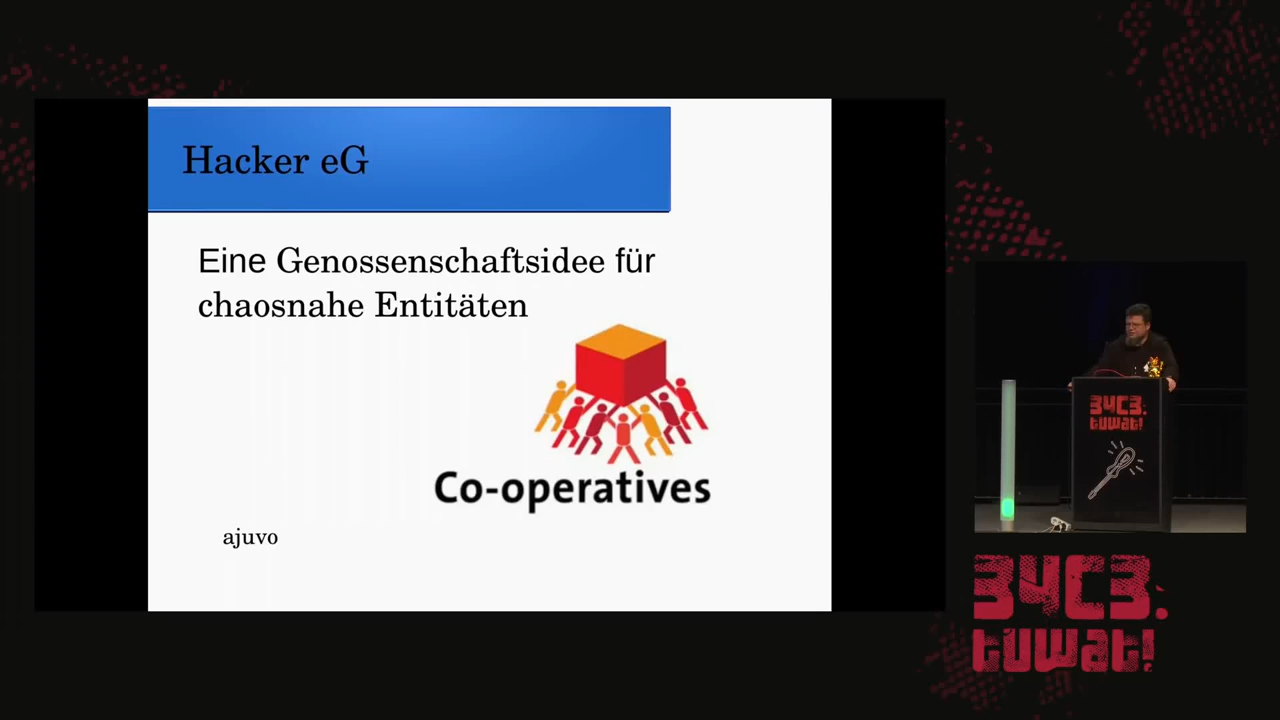 Hacker eG
Eine Genossenschaftsidee für
chaosnahe Entitäten
Co-operatives
ajuvo
34C3.
tuwat!
34C3.
tuwat!